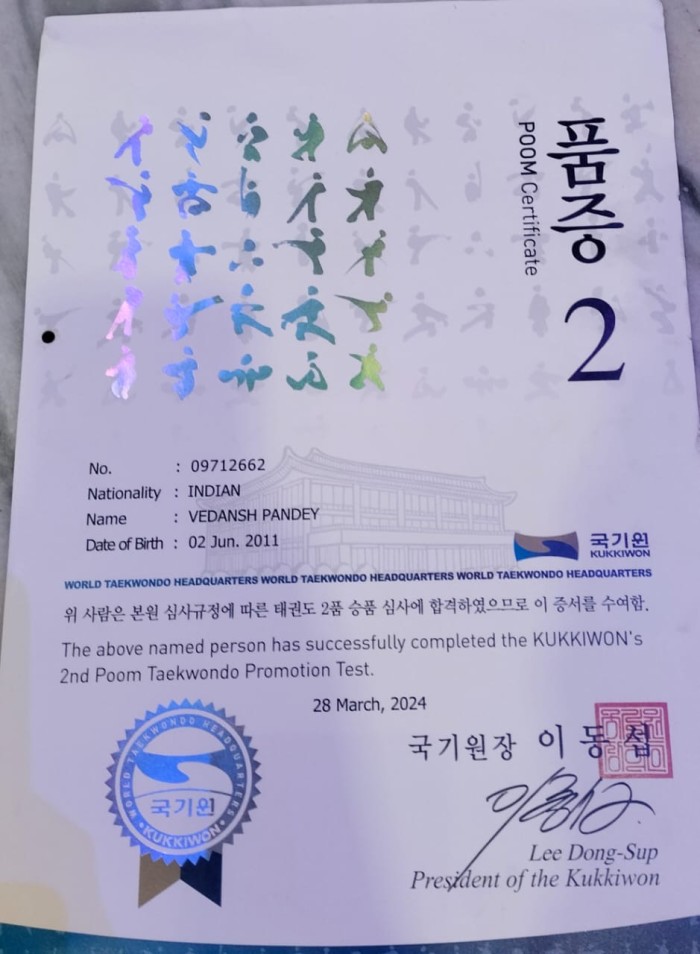 품증
POOM Certificate
2
No. : 09712662
Nationality : INDIAN
Name : VEDANSH PANDEY
Date of Birth : 02 Jun. 2011
국기원
KUKKIWON
WORLD TAEKWONDO HEADQUARTERS WORLD TAEKWONDO HEADQUARTERS WORLD TAEKWONDO HEADQUARTERS
위 사람은 본원 심사규정에 따른 태권도 2품 승품 심사에 합격하였으므로 이 증서를 수여함.
The above named person has successfully completed the KUKKIWON's
2nd Poom Taekwondo Promotion Test.
28 March, 2024
국기원장 이동섭
WORLD TAEKWONDO HEADQUARTERS
국기원
KUKKIWON
Lee Dong-Sup
President of the Kukkiwon